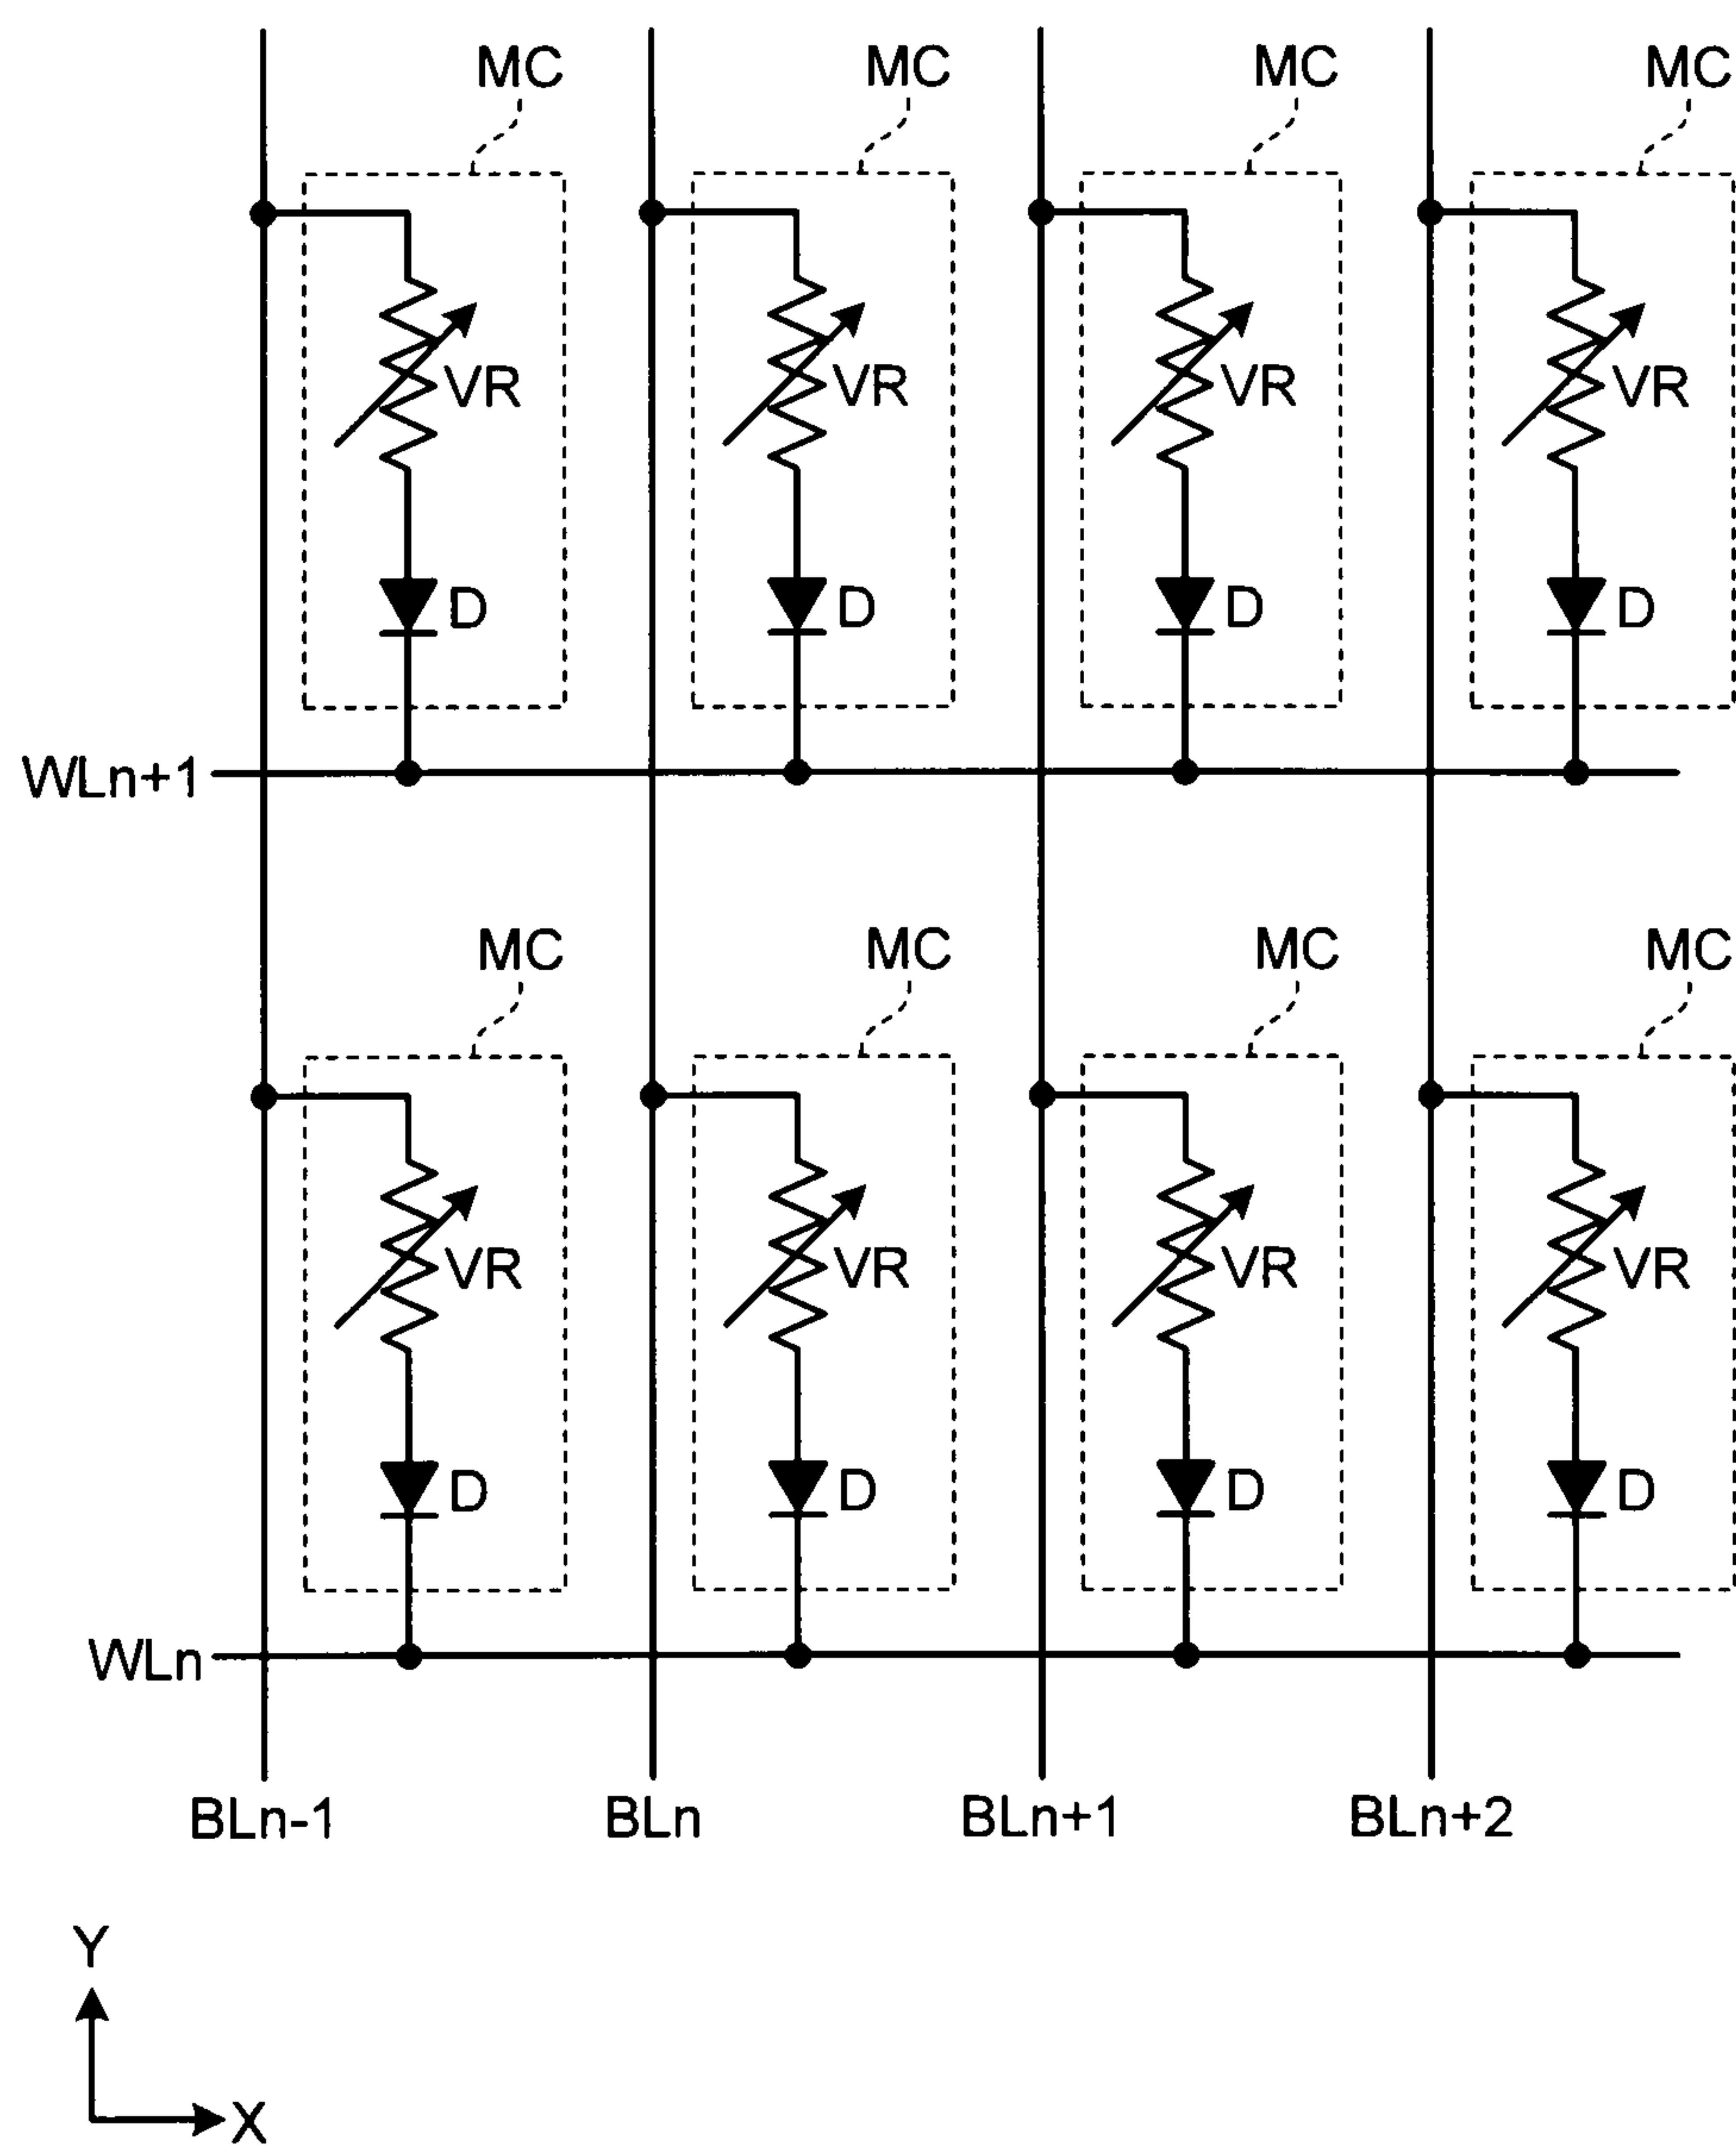 MC MC MC MC
VR VR VR VR
D D D D
WLn+1
MC MC MC MC
VR VR VR VR
D D D D
WLn
BLn-1 BLn BLn+1 BLn+2
Y
X